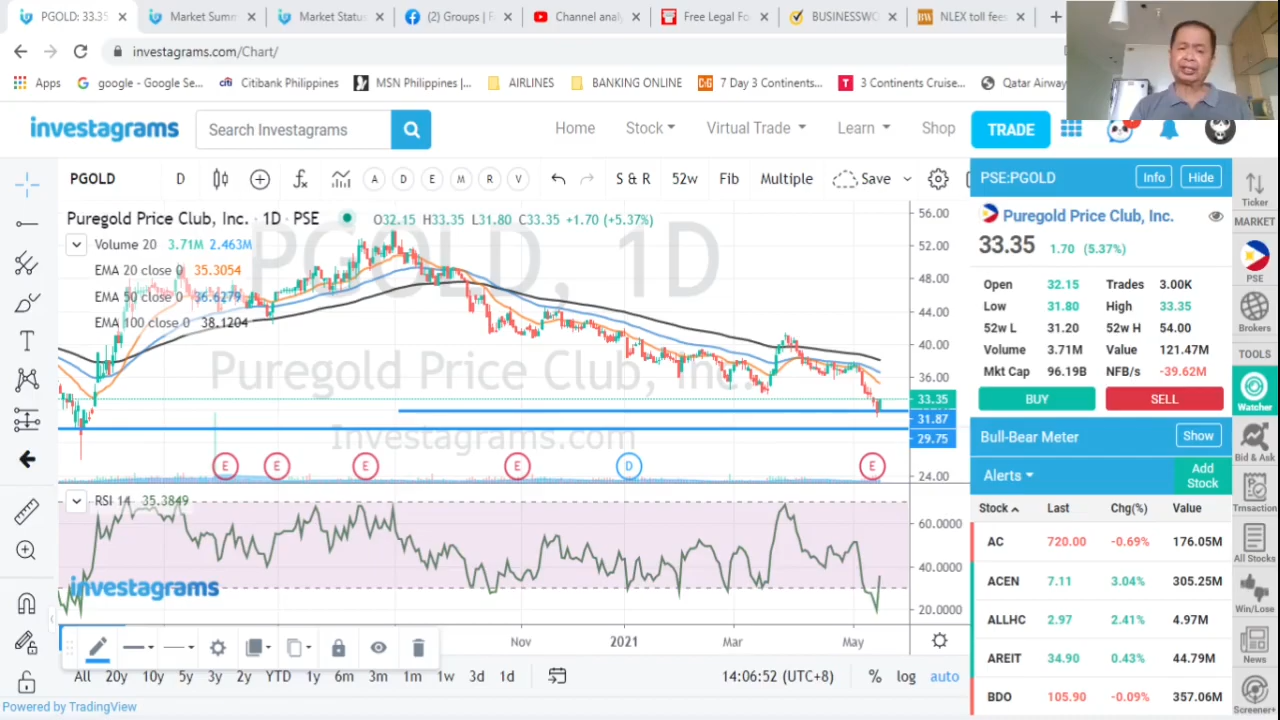 PGOLD: 33.35
Market Summ
Market Status
(2) Groups | F
Channel anal
Free Legal Fo
BUSINESSWO
NLEX toll fees
investagrams.com/Chart/
Apps
google - Google Se...
Citibank Philippines
MSN Philippines |...
AIRLINES
BANKING ONLINE
7 Day 3 Continents...
3 Continents Cruise...
Qatar Airway
investagrams
Search Investagrams
Home
Stock
Virtual Trade
Learn
Shop
TRADE
PGOLD
D
A
D
E
M
R
V
S & R
52w
Fib
Multiple
Save
Puregold Price Club, Inc. · 1D · PSE
O32.15 H33.35 L31.80 C33.35 +1.70 (+5.37%)
Volume 20 3.71M 2.463M
EMA 20 close 0 35.3054
EMA 50 close 0 36.6279
EMA 100 close 0 38.1204
PGOLD, 1D
Puregold Price Club, Inc.
Investagrams.com
56.00
52.00
48.00
44.00
40.00
36.00
33.35
31.87
29.75
24.00
E
E
E
E
D
E
RSI 14 35.3849
60.0000
40.0000
20.0000
investagrams
Nov
2021
Mar
May
All
20y
10y
5y
3y
2y
YTD
1y
6m
3m
1m
1w
3d
1d
14:06:52 (UTC+8)
%
log
auto
Powered by TradingView
PSE:PGOLD
Info
Hide
Puregold Price Club, Inc.
33.35 1.70 (5.37%)
Open 32.15 Trades 3.00K
Low 31.80 High 33.35
52w L 31.20 52w H 54.00
Volume 3.71M Value 121.47M
Mkt Cap 96.19B NFB/s -39.62M
BUY
SELL
Bull-Bear Meter
Show
Alerts
Add
Stock
Stock Last Chg(%) Value
AC 720.00 -0.69% 176.05M
ACEN 7.11 3.04% 305.25M
ALLHC 2.97 2.41% 4.97M
AREIT 34.90 0.43% 44.79M
BDO 105.90 -0.09% 357.06M
Ticker
MARKET
PSE
Brokers
TOOLS
Watcher
Bid & Ask
Trnsaction
All Stocks
Win/Lose
News
Screener+